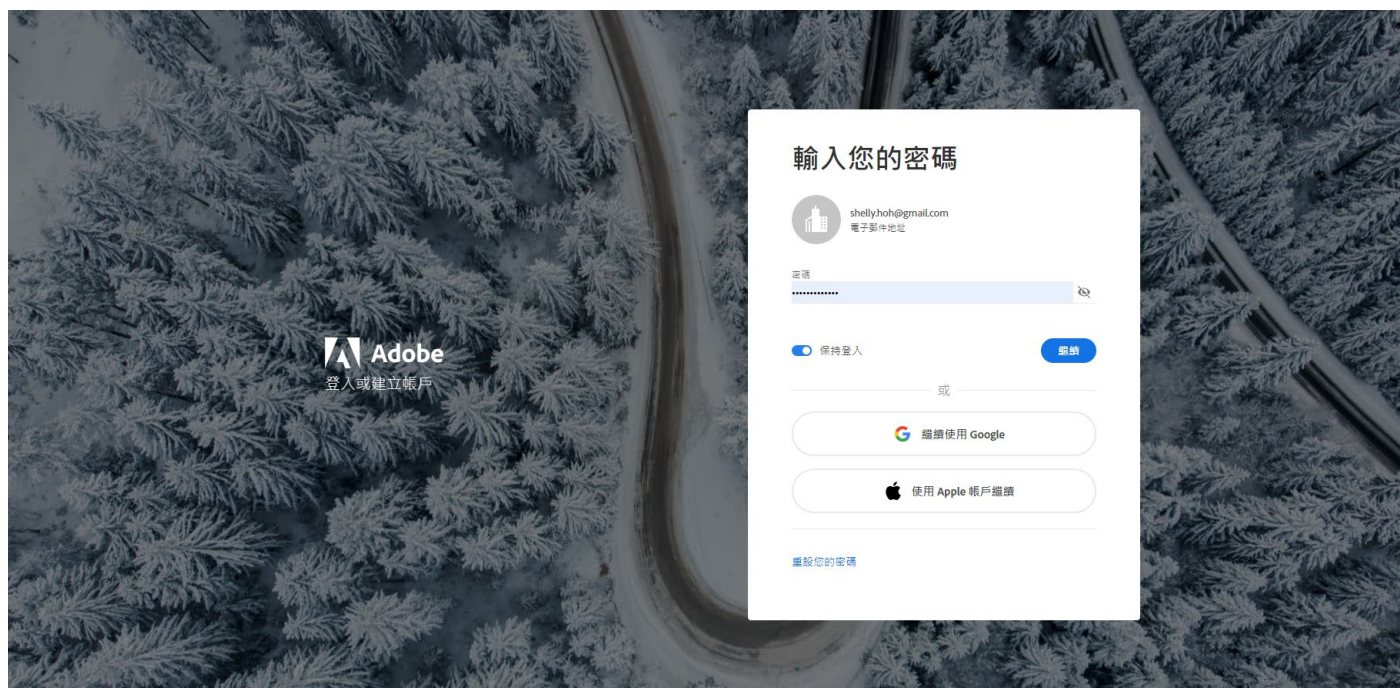 Adobe
登入或建立帳戶
輸入您的密碼
shelly.hoh@gmail.com
電子郵件地址
密碼
•••••••••••••
保持登入
繼續
或
繼續使用 Google
使用 Apple 帳戶繼續
重設您的密碼